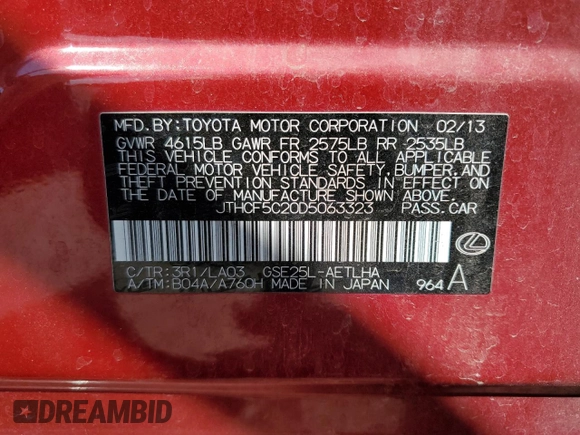 MFD.BY:TOYOTA MOTOR CORPORATION 02/13
GVWR 4615LB GAWR FR 2575LB RR 2535LB
THIS VEHICLE CONFORMS TO ALL APPLICABLE
FEDERAL MOTOR VEHICLE SAFETY,BUMPER,AND
THEFT PREVENTION STANDARDS IN EFFECT ON
THE DATE OF MANUFACTURE SHOWN ABOVE.
JTHCF5C20D5063323 PASS.CAR
C/TR:3R1/LA03 GSE25L-AETLHA
A/TM:B04A/A760H MADE IN JAPAN 964 A
DREAMBID